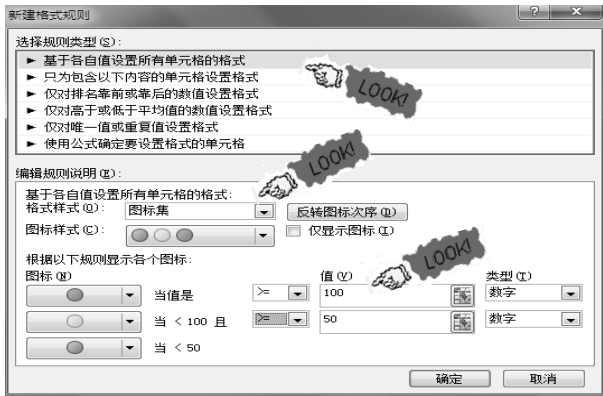 新建格式规则
选择规则类型(S):
► 基于各自值设置所有单元格的格式
► 只为包含以下内容的单元格设置格式
► 仅对排名靠前或靠后的数值设置格式
► 仅对高于或低于平均值的数值设置格式
► 仅对唯一值或重复值设置格式
► 使用公式确定要设置格式的单元格
LOOK!
LOOK!
编辑规则说明(E):
基于各自值设置所有单元格的格式:
格式样式(O): 图标集 反转图标次序(D)
图标样式(C): 仅显示图标(I)
LOOK!
根据以下规则显示各个图标:
图标(N) 值(V) 类型(T)
当值是 >= 100 数字
当 < 100 且 >= 50 数字
当 < 50
确定 取消